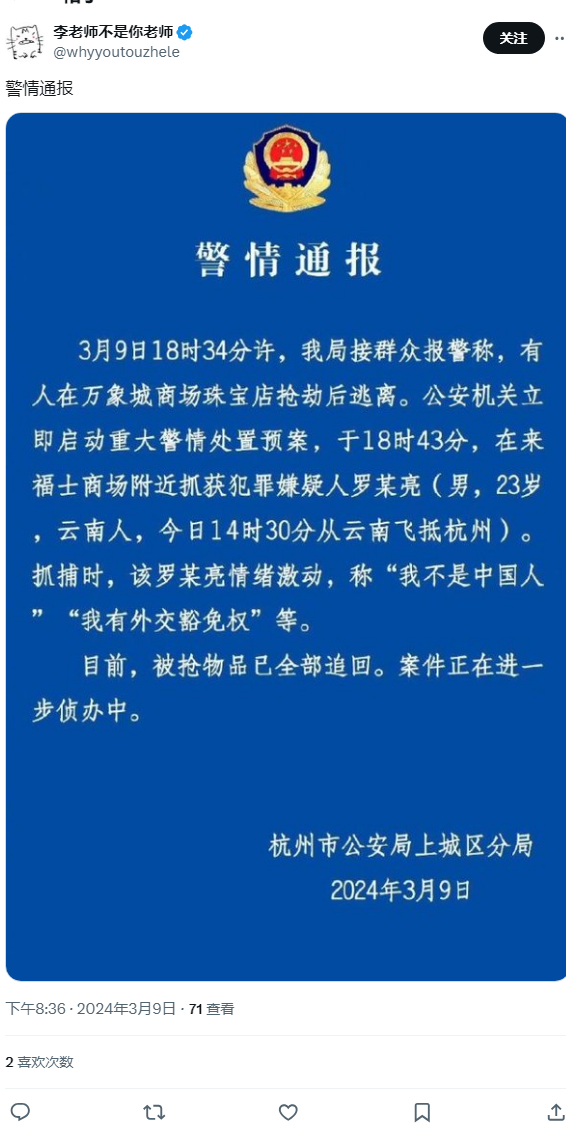 李老师不是你老师
@whyyoutouzhele
关注
警情通报
警情通报
3月9日18时34分许，我局接群众报警称，有
人在万象城商场珠宝店抢劫后逃离。公安机关立
即启动重大警情处置预案，于18时43分，在来
福士商场附近抓获犯罪嫌疑人罗某亮（男，23岁
，云南人，今日14时30分从云南飞抵杭州）。
抓捕时，该罗某亮情绪激动，称“我不是中国人
”“我有外交豁免权”等。
目前，被抢物品已全部追回。案件正在进一
步侦办中。
杭州市公安局上城区分局
2024年3月9日
下午8:36 · 2024年3月9日 · 71 查看
2 喜欢次数